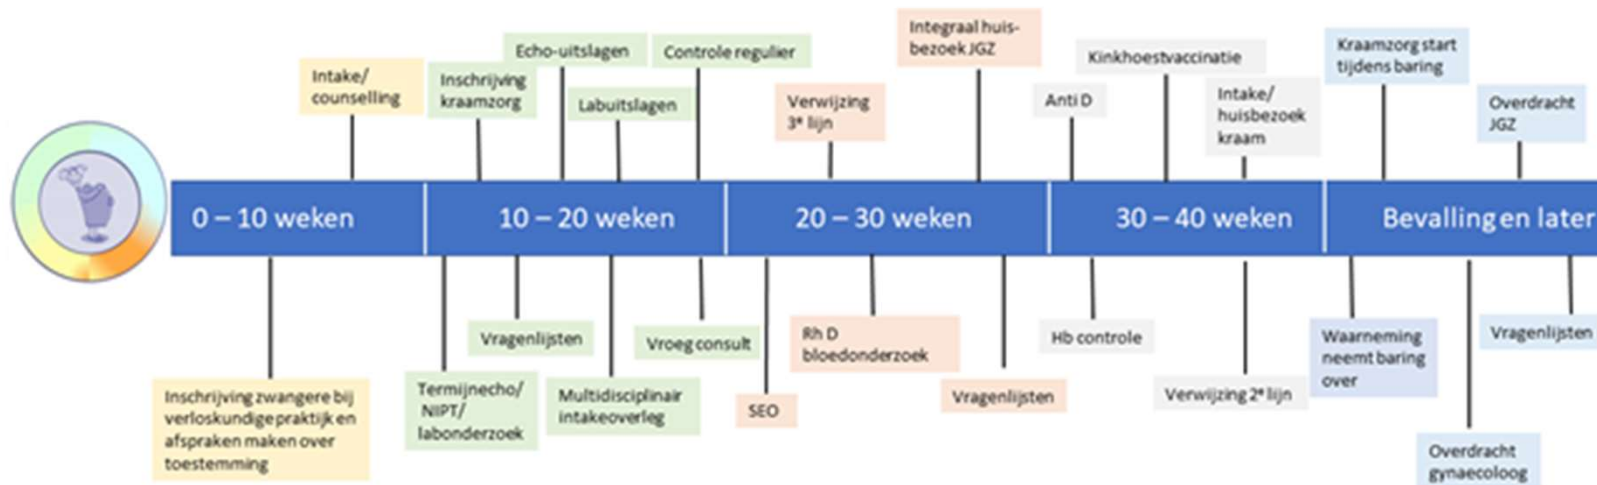 Integraal huis-
bezoek JGZ
Echo-uitslagen
Controle regulier
Kinkhoestvaccinatie
Kraamzorg start
tijdens baring
Intake/
counselling
Inschrijving
kraamzorg
Labuitslagen
Verwijzing
3e lijn
Anti D
Intake/
huisbezoek
kraam
Overdracht
JGZ
0 – 10 weken
10 – 20 weken
20 – 30 weken
30 – 40 weken
Bevalling en later
Vragenlijsten
Vroeg consult
Rh D
bloedonderzoek
Hb controle
Waarneming
neemt baring
over
Vragenlijsten
Inschrijving zwangere bij
verloskundige praktijk en
afspraken maken over
toestemming
Termijnecho/
NIPT/
labonderzoek
Multidisciplinair
intakeoverleg
SEO
Vragenlijsten
Verwijzing 2e lijn
Overdracht
gynaecoloog